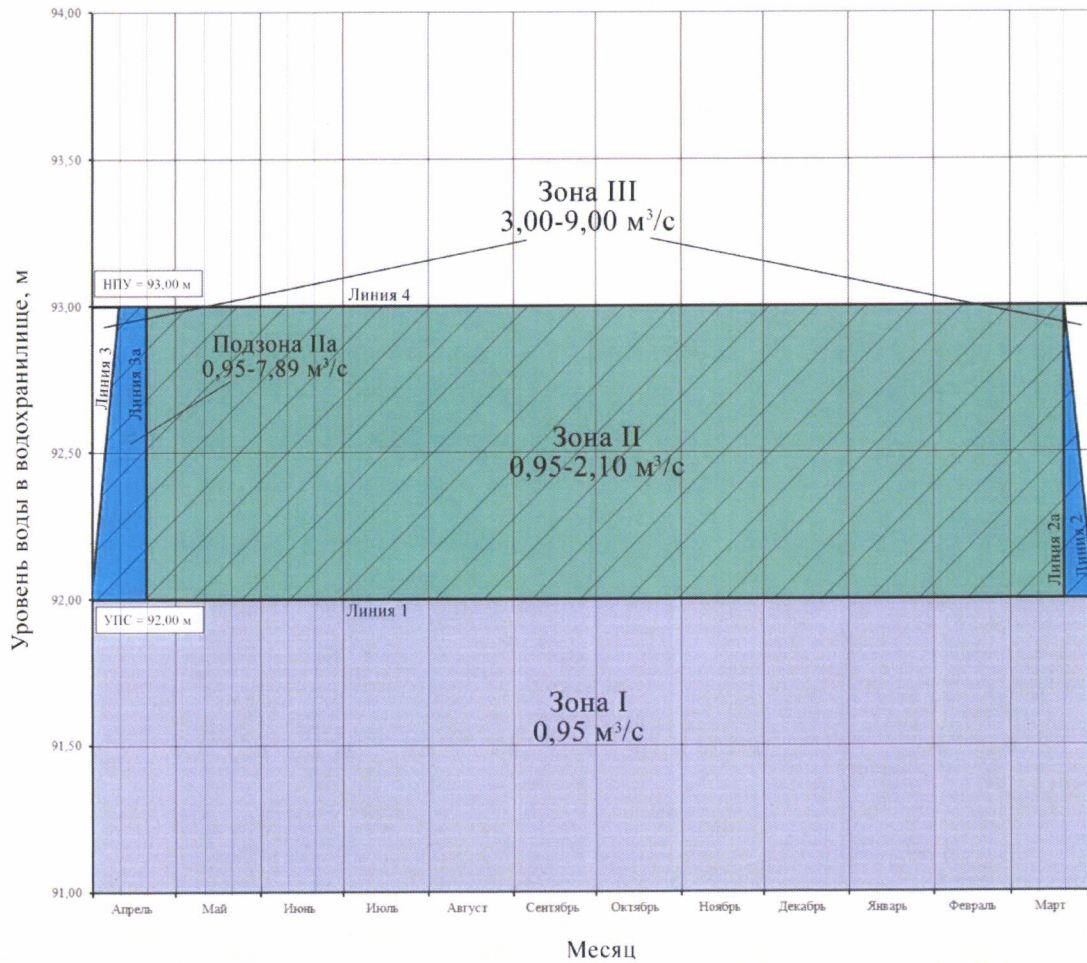 94,00
93,50
Зона III
3,00-9,00 м³/с
НПУ = 93,00 м
Линия 4
93,00
Линия 3
Линия 3а
Подзона IIа
0,95-7,89 м³/с
Уровень воды в водохранилище, м
92,50
Зона II
0,95-2,10 м³/с
Линия 2а
Линия 2
92,00
УПС = 92,00 м
Линия 1
Зона I
0,95 м³/с
91,50
91,00
Апрель Май Июнь Июль Август Сентябрь Октябрь Ноябрь Декабрь Январь Февраль Март
Месяц